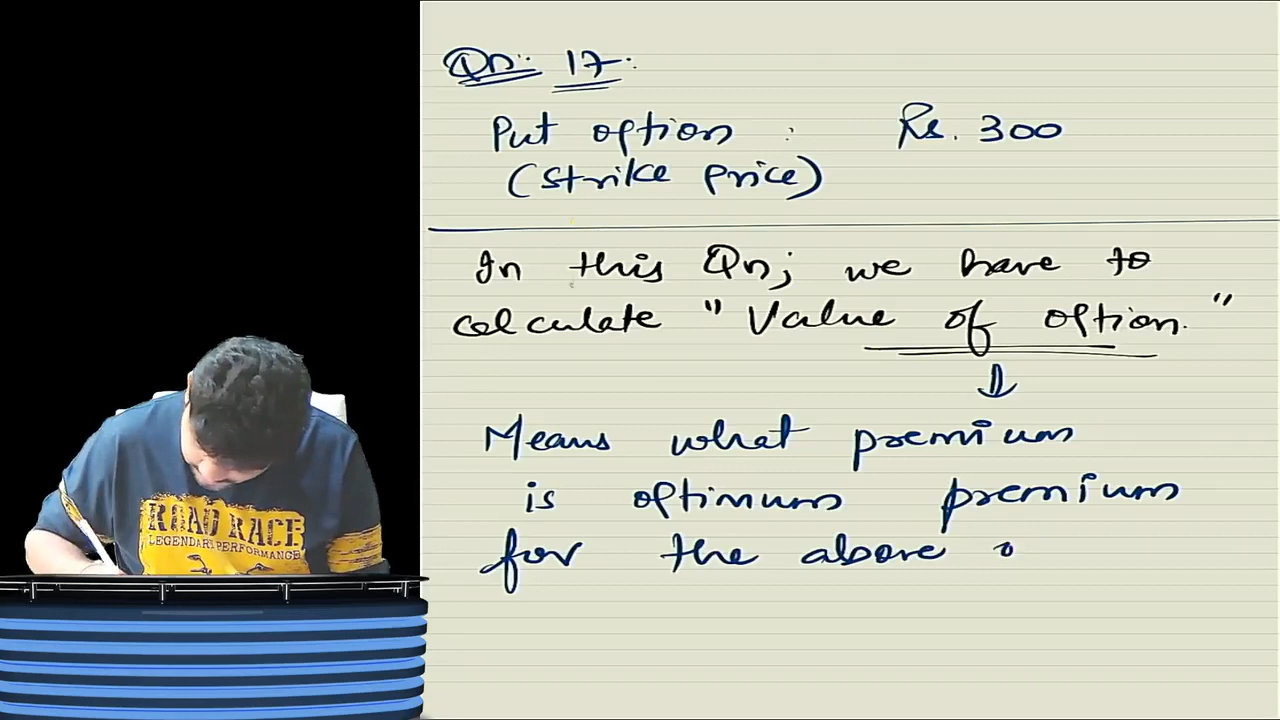 Qn: 17:
Put option : Rs. 300
(strike price)
In this Qn; we have to
calculate "Value of option."
Means what premium
is optimum premium
for the above o
ROAD RACE
LEGENDARY PERFORMANCE